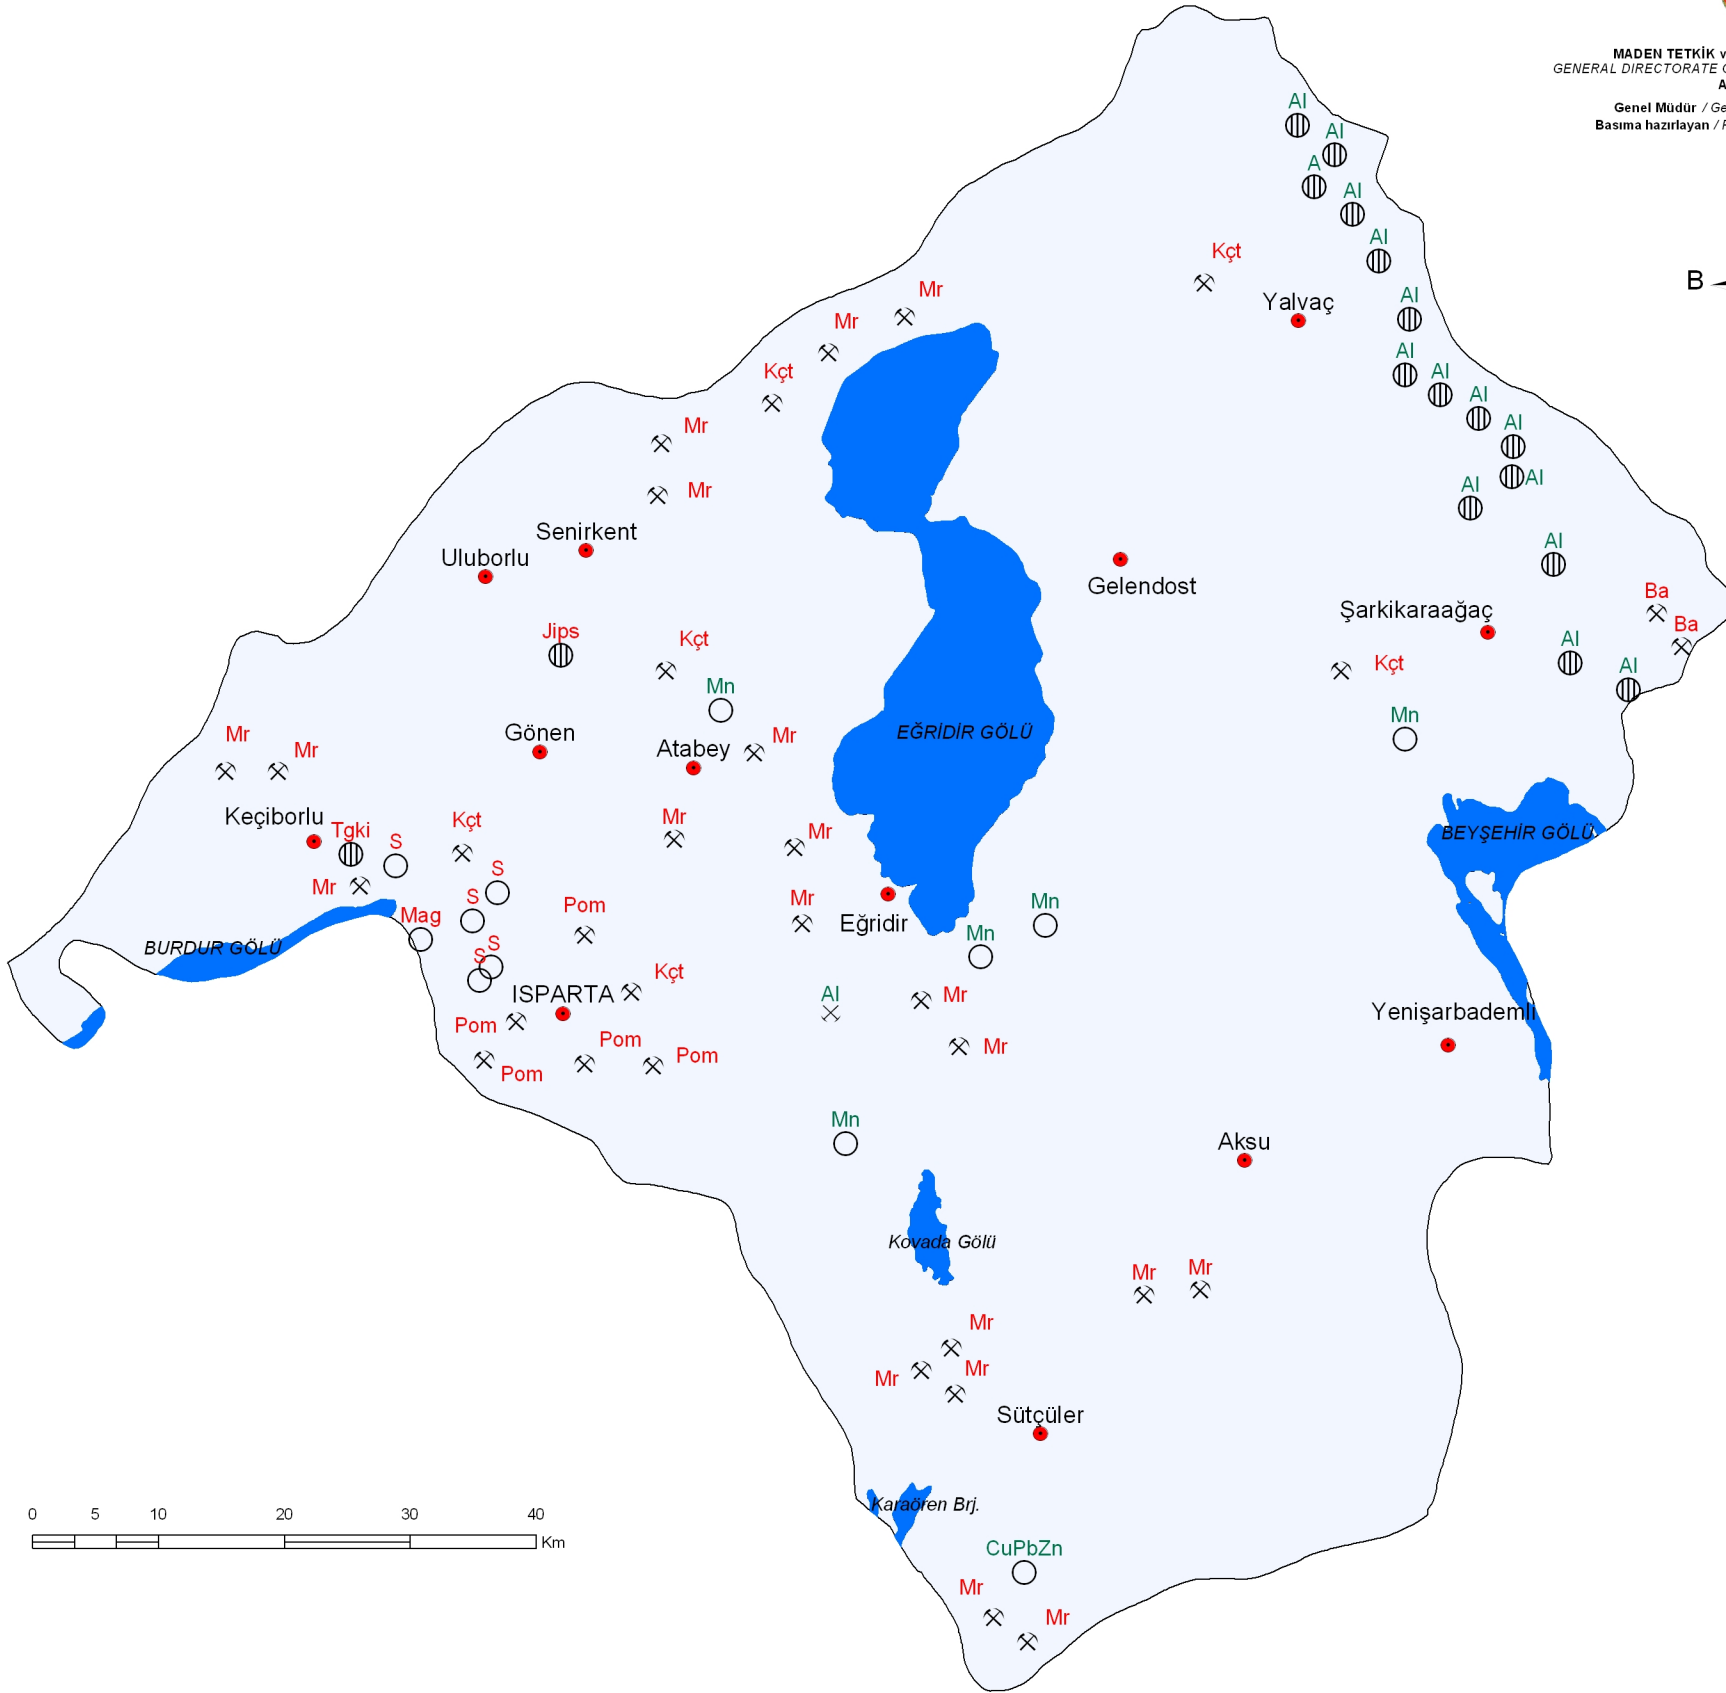 MADEN TETKİK v
GENERAL DIRECTORATE
Genel Müdür / Ge
Basıma hazırlayan /
Al
Al
A
Al
Al
B
Kçt
Yalvaç
Al
Mr
Mr
Al
Al
Kçt
Al
Mr
Al
Al
Al
Mr
Senirkent
Uluborlu
Al
Gelendost
Ba
Şarkikaraağaç
Ba
Jips
Kçt
Al
Kçt
Al
Mn
Mn
EĞRİDİR GÖLÜ
Mr
Mr
Gönen
Atabey
Mr
Keçiborlu
Tgki
S
Kçt
Mr
Mr
BEYŞEHİR GÖLÜ
Mr
S
S
Pom
Mr
Mn
Mag
Eğridir
Mn
BURDUR GÖLÜ
S
S
Kçt
ISPARTA
Al
Mr
Yenişarbademli
Pom
Pom
Pom
Pom
Mr
Mn
Aksu
Kovada Gölü
Mr
Mr
Mr
Mr
Mr
Sütçüler
Karaören Brj.
0 5 10 20 30 40
Km
CuPbZn
Mr
Mr